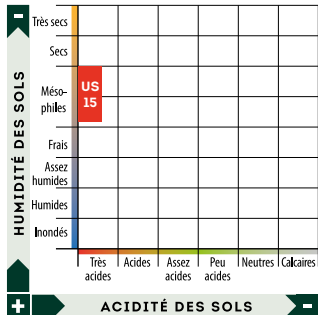 -
Très secs
Secs
Méso-
philes
US
15
Frais
Assez
humides
Humides
Inondés
HUMIDITÉ DES SOLS
Très
acides
Acides
Assez
acides
Peu
acides
Neutres
Calcaires
+
ACIDITÉ DES SOLS
-